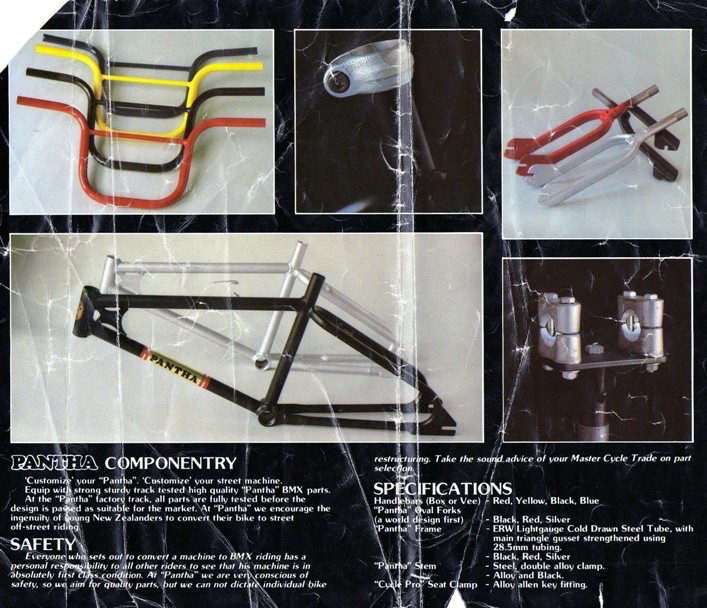 PANTHA
PANTHA COMPONENTRY
'Customize' your "Pantha". 'Customize' your street machine.
Equip with strong sturdy track tested high quality "Pantha" BMX parts.
At the "Pantha" factory track, all parts are fully tested before the
design is passed as suitable for the market. At "Pantha" we encourage the
ingenuity of young New Zealanders to convert their bike to street
off-street riding.
SAFETY
Everyone who sets out to convert a machine to BMX riding has a
personal responsibility to all other riders to see that his machine is in
absolutely first class condition. At "Pantha" we are very conscious of
safety, so we aim for quality parts, but we can not dictate individual bike
restructuring. Take the sound advice of your Master Cycle Trade on part
selection.
SPECIFICATIONS
Handlebars (Box or Vee) - Red, Yellow, Black, Blue
"Pantha" Oval Forks
(a world design first) - Black, Red, Silver
"Pantha" Frame - ERW Lightgauge Cold Drawn Steel Tube, with
main triangle gusset strengthened using
28.5mm tubing.
- Black, Red, Silver
"Pantha" Stem - Steel, double alloy clamp.
- Alloy and Black.
"Cycle Pro" Seat Clamp - Alloy allen key fitting.